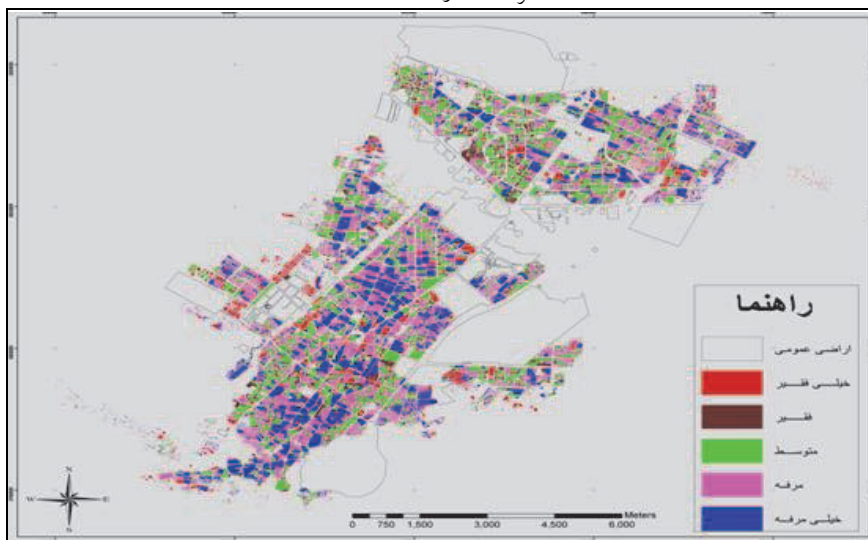 راهنما
اراضی عمومی
خیلی فقیر
فقیر
متوسط
مرفه
خیلی مرفه
N
W E
S
Meters
0 750 1,500 3,000 4,500 6,000